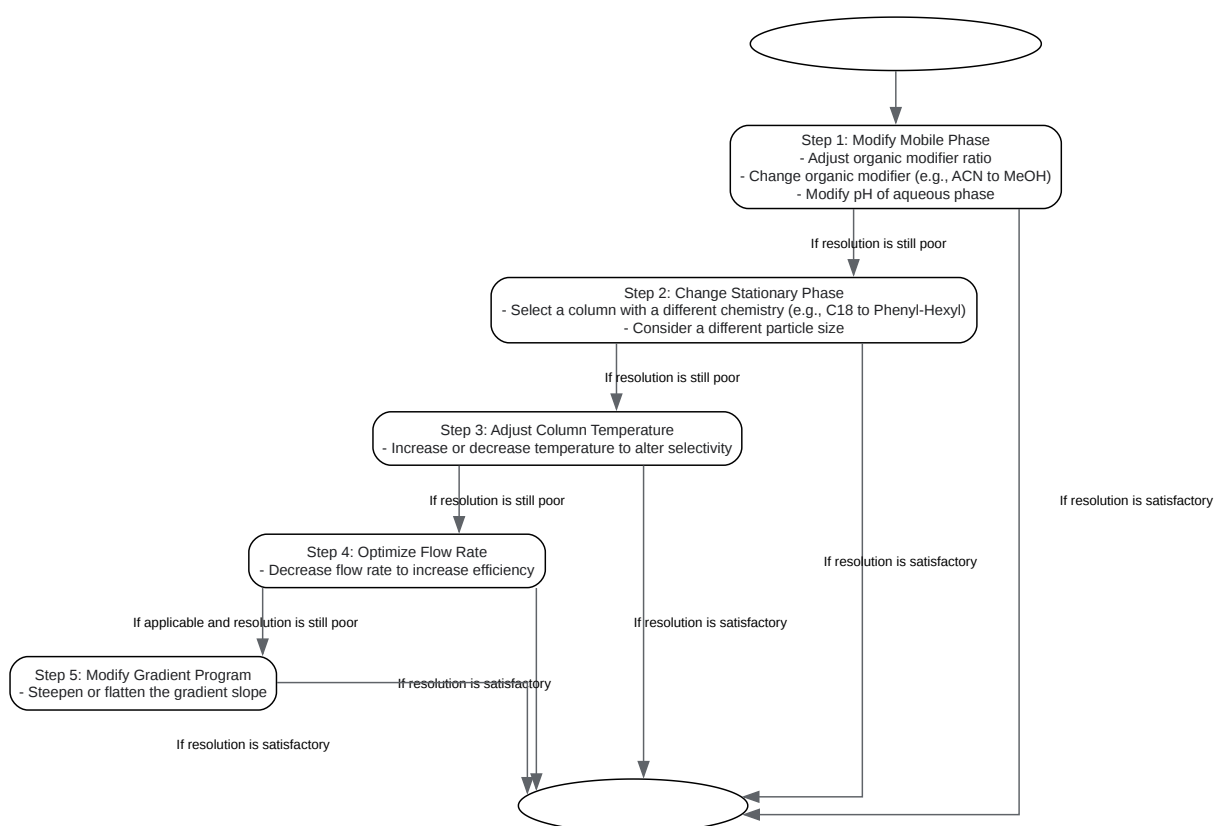 Step 1: Modify Mobile Phase
- Adjust organic modifier ratio
- Change organic modifier (e.g., ACN to MeOH)
- Modify pH of aqueous phase
If resolution is still poor
Step 2: Change Stationary Phase
- Select a column with a different chemistry (e.g., C18 to Phenyl-Hexyl)
- Consider a different particle size
If resolution is still poor
Step 3: Adjust Column Temperature
- Increase or decrease temperature to alter selectivity
If resolution is still poor
If resolution is satisfactory
Step 4: Optimize Flow Rate
- Decrease flow rate to increase efficiency
If resolution is satisfactory
If applicable and resolution is still poor
If resolution is satisfactory
Step 5: Modify Gradient Program
- Steepen or flatten the gradient slope
If resolution is satisfactory
If resolution is satisfactory